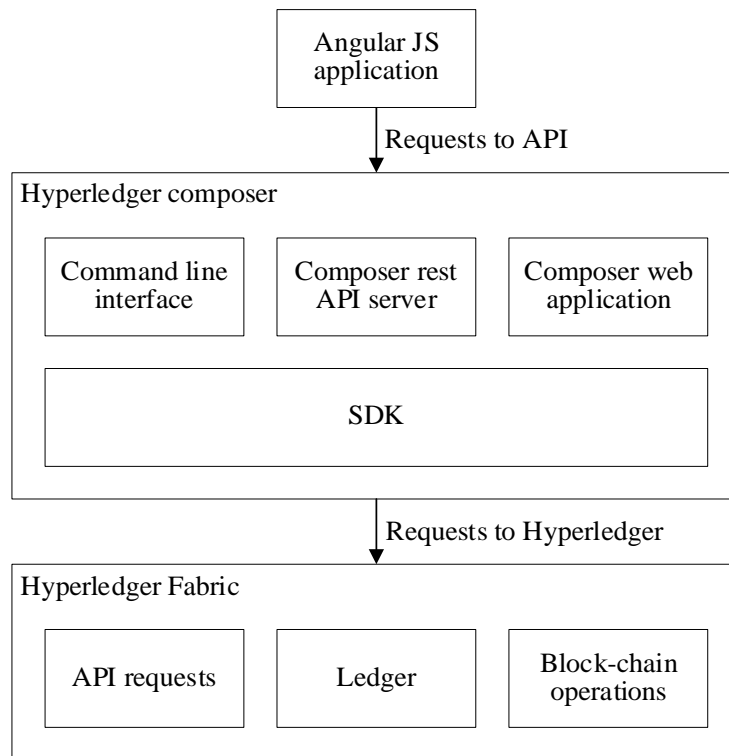 Angular JS
application
Requests to API
Hyperledger composer
Command line
interface
Composer rest
API server
Composer web
application
SDK
Requests to Hyperledger
Hyperledger Fabric
API requests
Ledger
Block-chain
operations